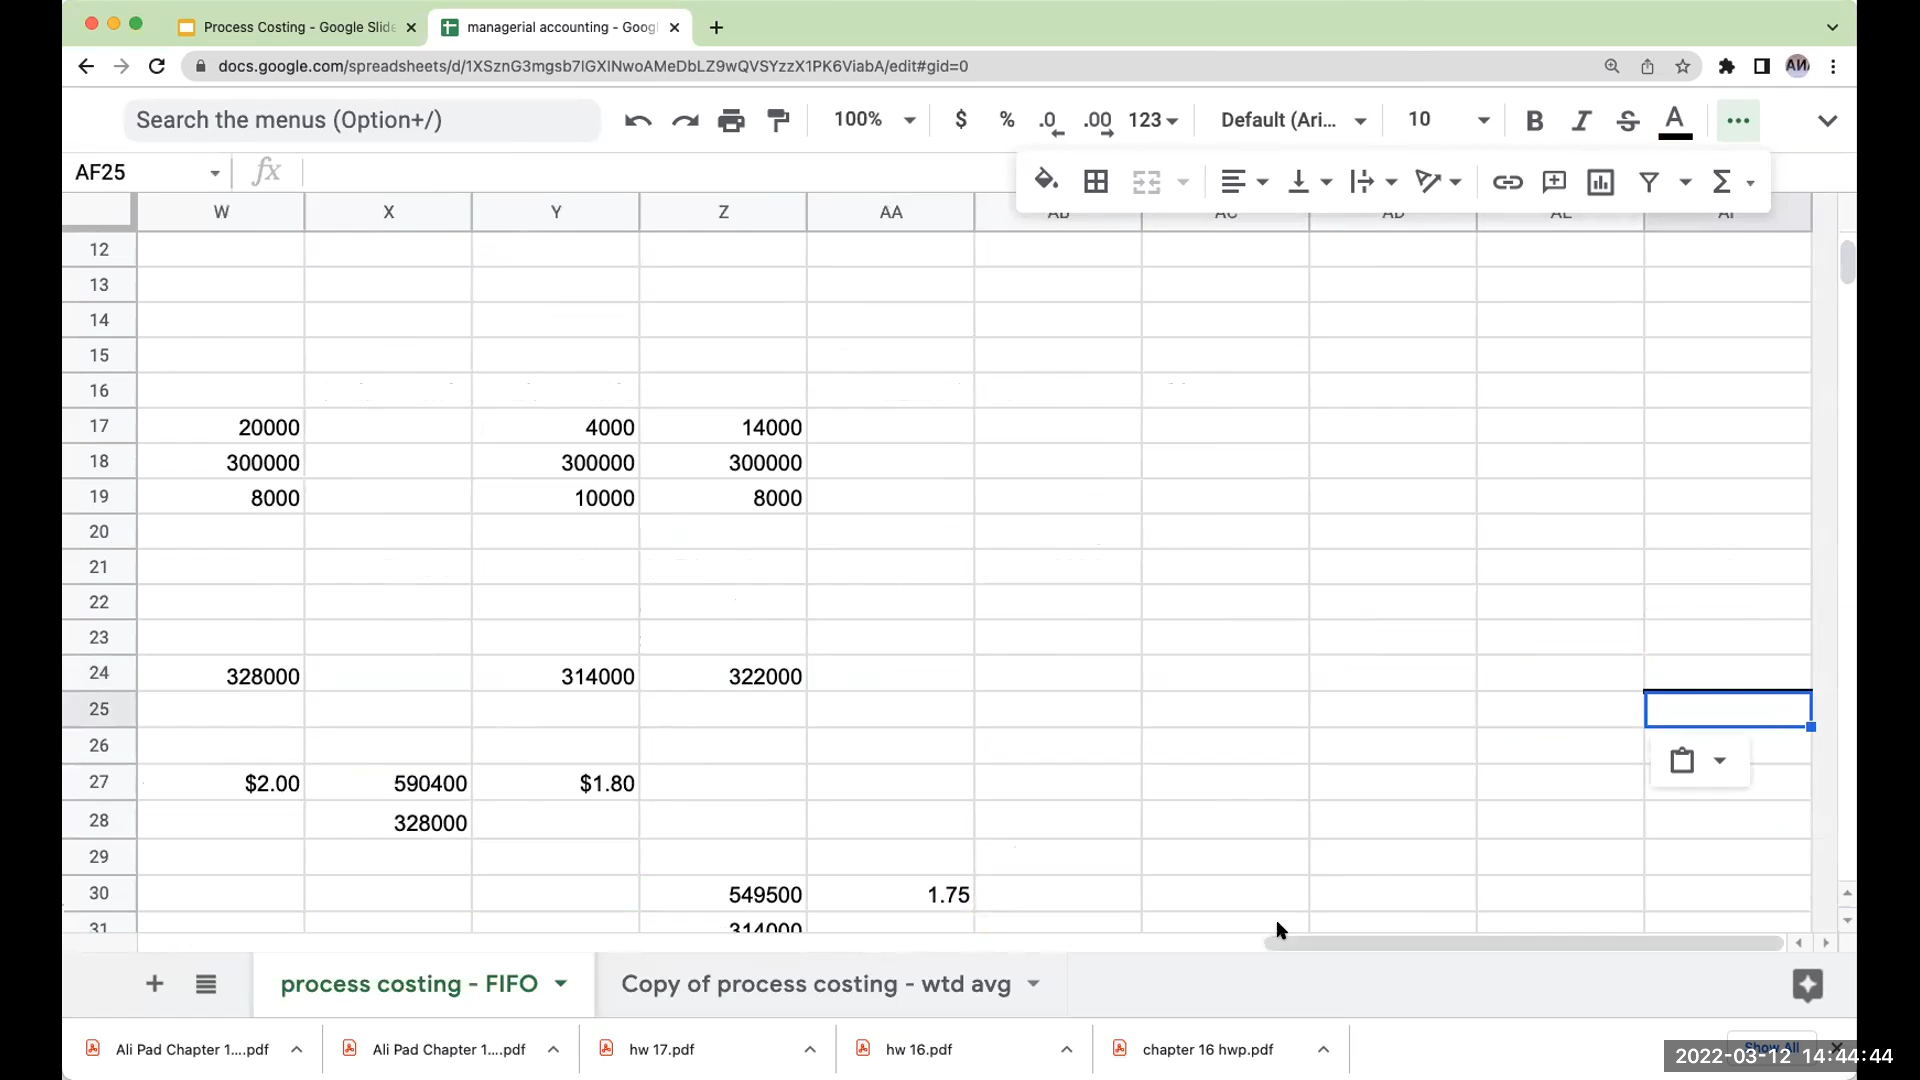 Process Costing - Google Slide
managerial accounting - Googl
docs.google.com/spreadsheets/d/1XSznG3mgsb7lGXlNwoAMeDbLZ9wQVSYzzX1PK6ViabA/edit#gid=0
Search the menus (Option+/)
100%
$
%
.0
.00
123
Default (Ari...
10
B
I
S
A
AF25
fx
W X Y Z AA
12
13
14
15
16
17 20000 4000 14000
18 300000 300000 300000
19 8000 10000 8000
20
21
22
23
24 328000 314000 322000
25
26
27 $2.00 590400 $1.80
28 328000
29
30 549500 1.75
31 314000
process costing - FIFO
Copy of process costing - wtd avg
Ali Pad Chapter 1....pdf
Ali Pad Chapter 1....pdf
hw 17.pdf
hw 16.pdf
chapter 16 hwp.pdf
Show All
2022-03-12 14:44:44